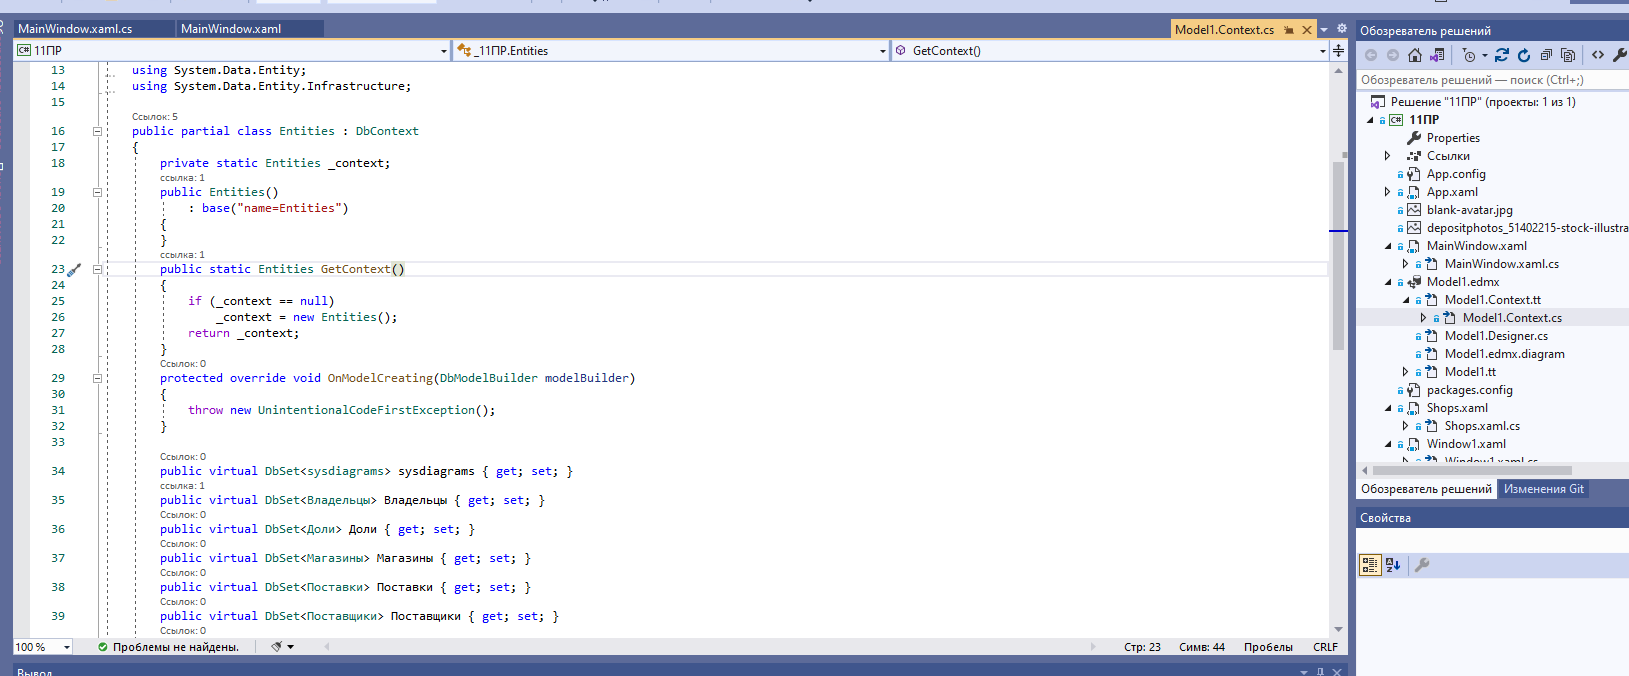 MainWindow.xaml.cs
MainWindow.xaml
Model1.Context.cs
C# 11ПР
_11ПР.Entities
GetContext()
13 using System.Data.Entity;
14 using System.Data.Entity.Infrastructure;
15
Ссылок: 5
16 public partial class Entities : DbContext
17 {
18 private static Entities _context;
ссылка: 1
19 public Entities()
20 : base("name=Entities")
21 {
22 }
ссылка: 1
23 public static Entities GetContext()
24 {
25 if (_context == null)
26 _context = new Entities();
27 return _context;
28 }
Ссылок: 0
29 protected override void OnModelCreating(DbModelBuilder modelBuilder)
30 {
31 throw new UnintentionalCodeFirstException();
32 }
33
Ссылок: 0
34 public virtual DbSet<sysdiagrams> sysdiagrams { get; set; }
ссылка: 1
35 public virtual DbSet<Владельцы> Владельцы { get; set; }
Ссылок: 0
36 public virtual DbSet<Доли> Доли { get; set; }
Ссылок: 0
37 public virtual DbSet<Магазины> Магазины { get; set; }
Ссылок: 0
38 public virtual DbSet<Поставки> Поставки { get; set; }
Ссылок: 0
39 public virtual DbSet<Поставщики> Поставщики { get; set; }
Ссылок: 0
100 %
Проблемы не найдены.
Стр: 23 Симв: 44 Пробелы CRLF
Вывод
Обозреватель решений
Обозреватель решений — поиск (Ctrl+;)
Решение "11ПР" (проекты: 1 из 1)
C# 11ПР
Properties
Ссылки
App.config
App.xaml
blank-avatar.jpg
depositphotos_51402215-stock-illustra
MainWindow.xaml
MainWindow.xaml.cs
Model1.edmx
Model1.Context.tt
Model1.Context.cs
Model1.Designer.cs
Model1.edmx.diagram
Model1.tt
packages.config
Shops.xaml
Shops.xaml.cs
Window1.xaml
Window1.xaml.cs
Обозреватель решений
Изменения Git
Свойства